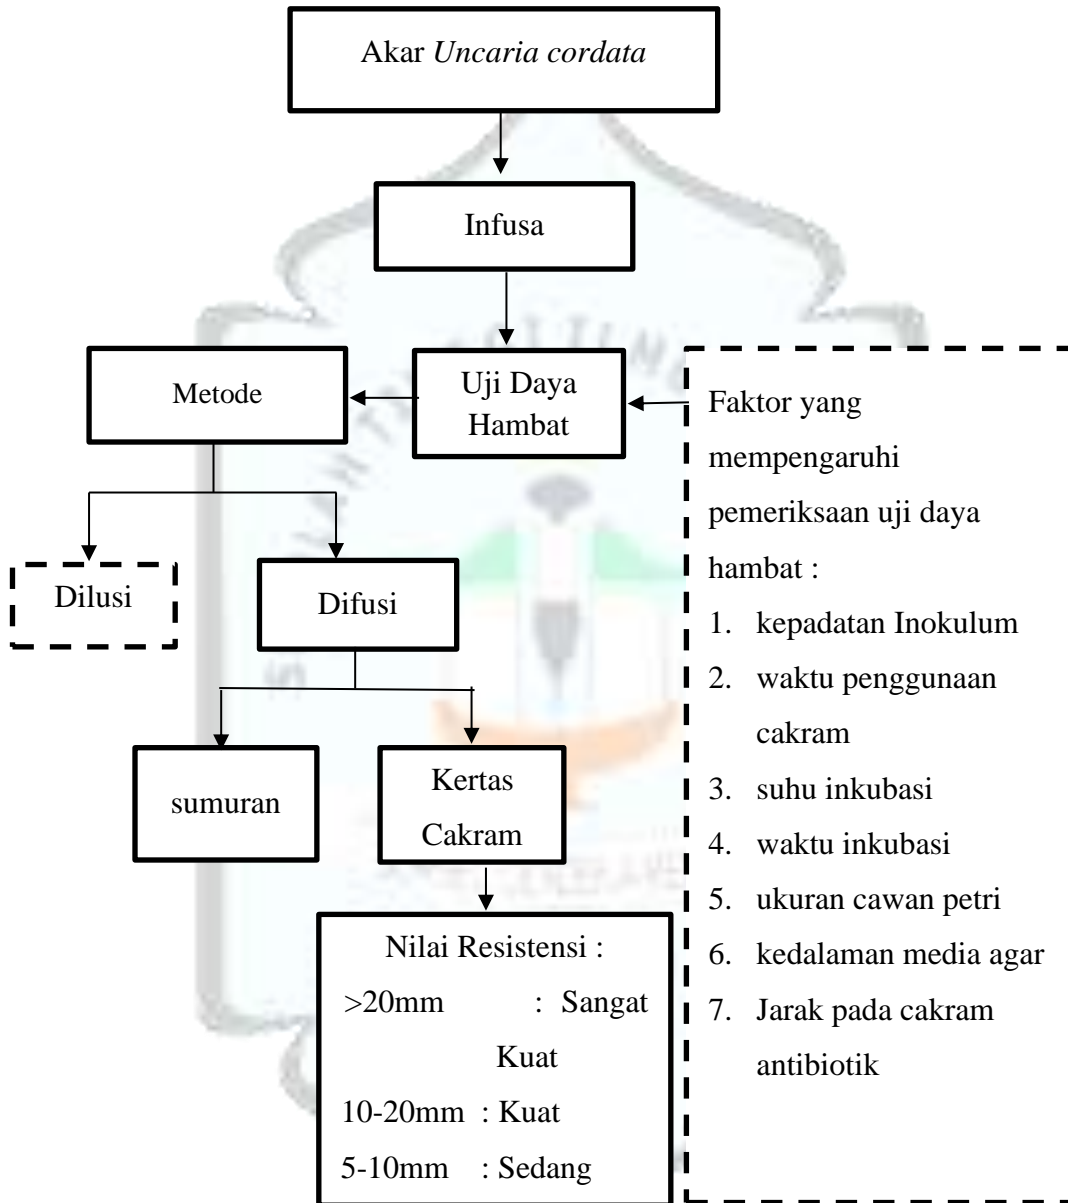 Akar Uncaria cordata
Infusa
Uji Daya
Hambat
Metode
Dilusi
Difusi
sumuran
Kertas
Cakram
Nilai Resistensi :
>20mm : Sangat
Kuat
10-20mm : Kuat
5-10mm : Sedang
Faktor yang
mempengaruhi
pemeriksaan uji daya
hambat :
1. kepadatan Inokulum
2. waktu penggunaan
cakram
3. suhu inkubasi
4. waktu inkubasi
5. ukuran cawan petri
6. kedalaman media agar
7. Jarak pada cakram
antibiotik